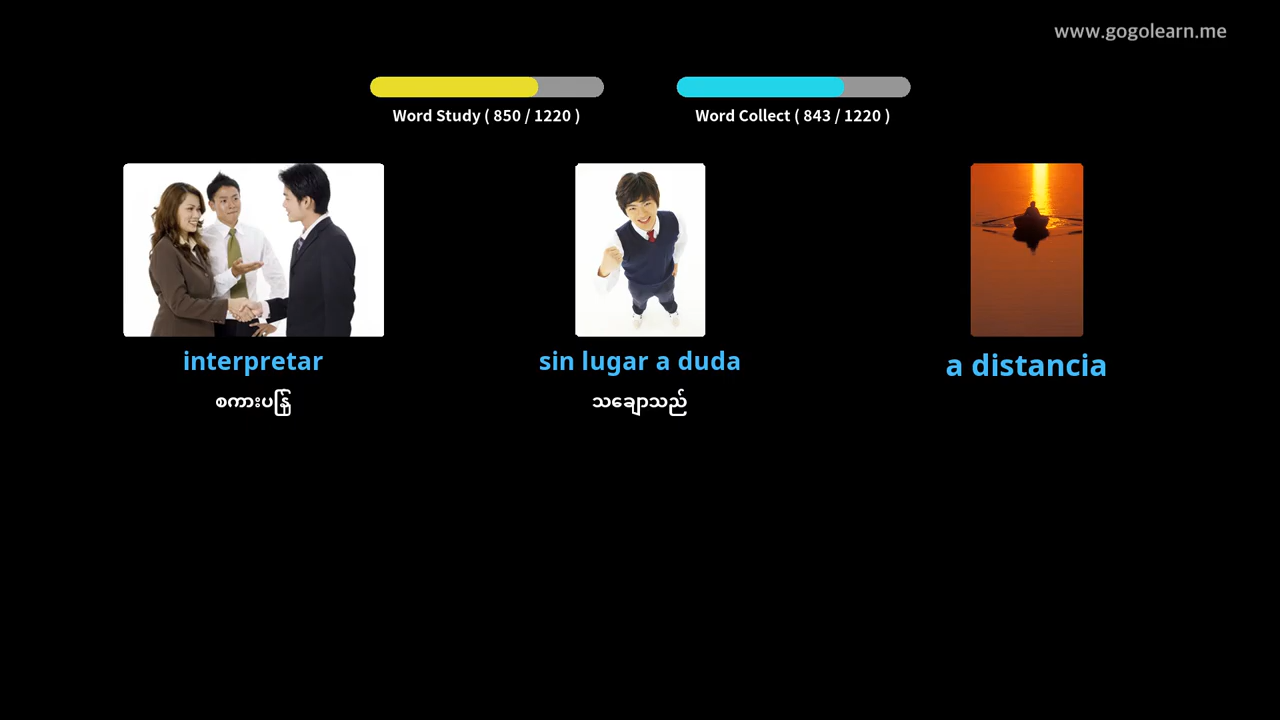 www.gogolearn.me
Word Study ( 850 / 1220 )
Word Collect ( 843 / 1220 )
interpretar
sin lugar a duda
a distancia
စကားပြန်
သချောသည်